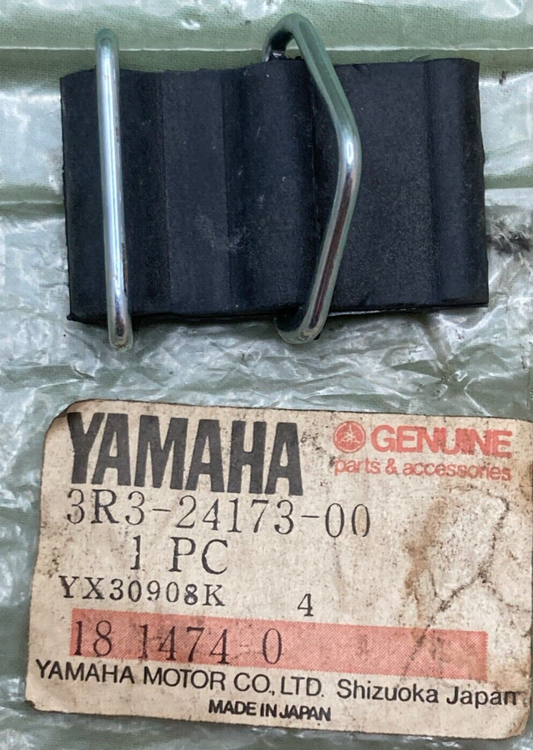 YAMAHA GENUINE
parts & accessories
3R3-24173-00
1 PC
YX30908K 4
18 1474-0
YAMAHA MOTOR CO., LTD. Shizuoka Japan
MADE IN JAPAN